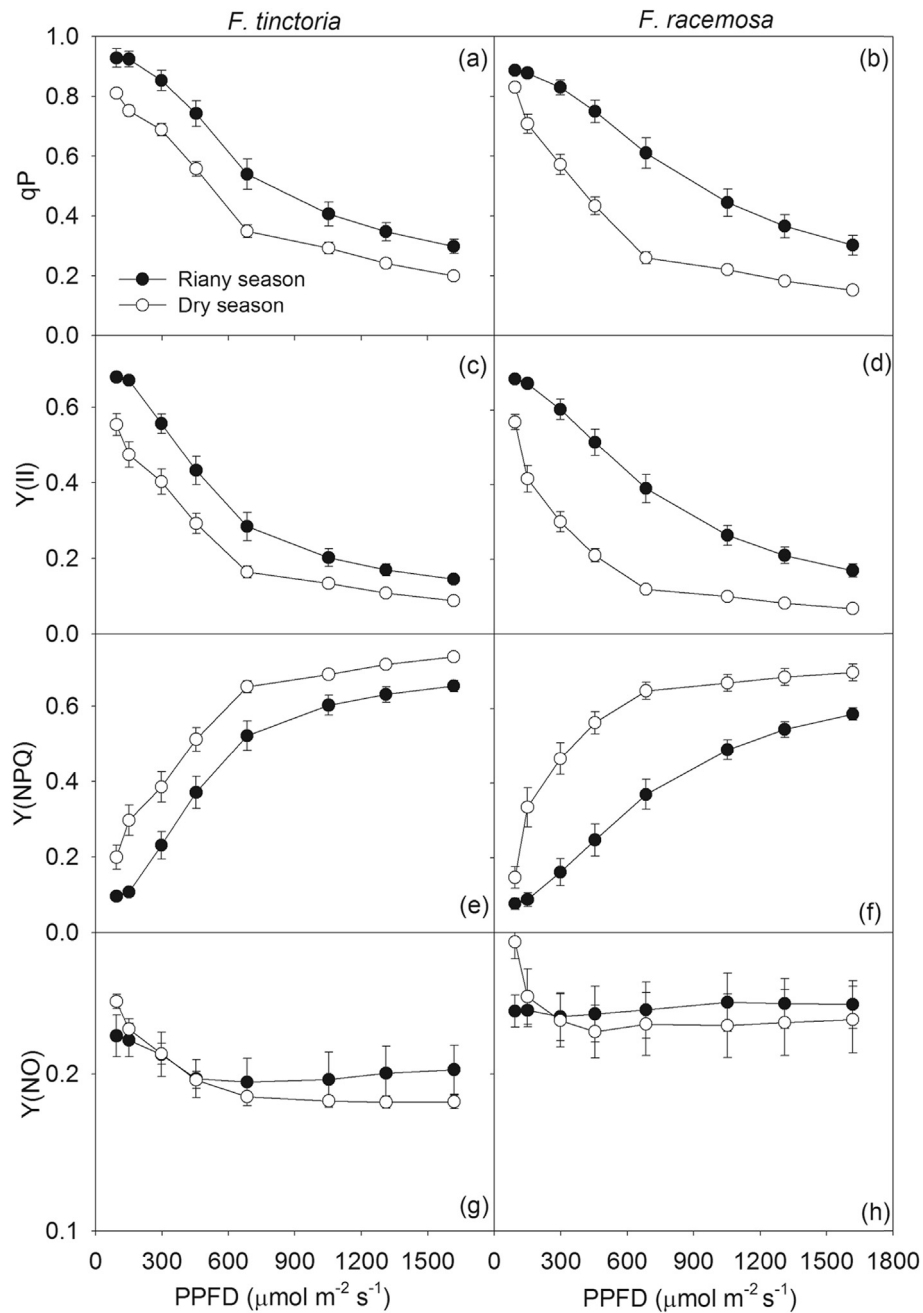 F. tinctoria F. racemosa
1.0 (a) (b)
0.8
0.6
qP
0.4
0.2
Riany season
Dry season
0.0
(c) (d)
0.6
Y(II)
0.4
0.2
0.0
0.6
Y(NPQ)
0.4
0.2
(e) (f)
0.0
0.2
Y(NO)
(g) (h)
0.1
0 300 600 900 1200 1500 0 300 600 900 1200 1500 1800
PPFD (μmol m⁻² s⁻¹) PPFD (μmol m⁻² s⁻¹)